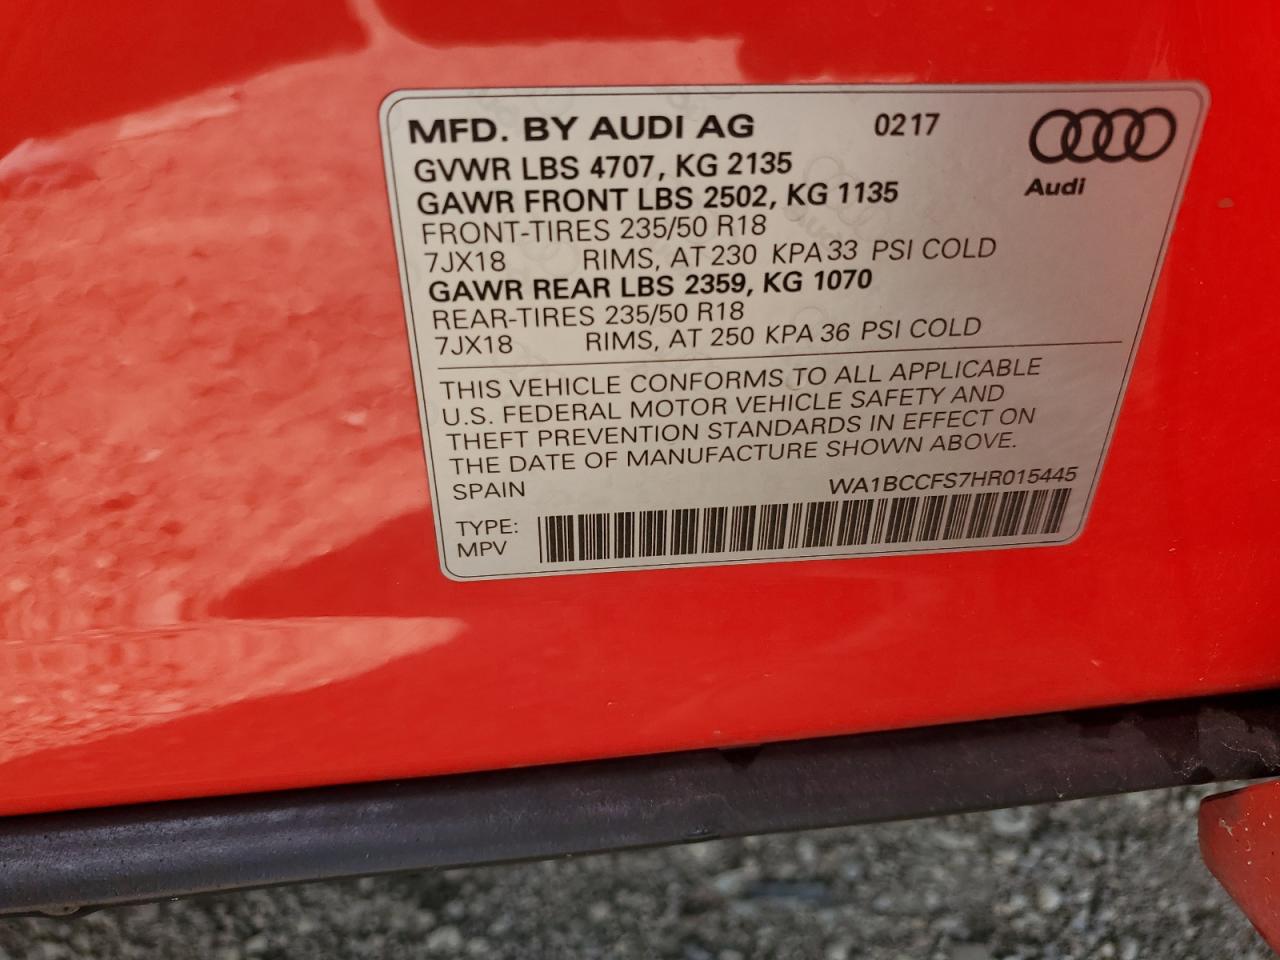 MFD. BY AUDI AG 0217
GVWR LBS 4707, KG 2135
Audi
GAWR FRONT LBS 2502, KG 1135
FRONT-TIRES 235/50 R18
7JX18 RIMS, AT 230 KPA 33 PSI COLD
GAWR REAR LBS 2359, KG 1070
REAR-TIRES 235/50 R18
7JX18 RIMS, AT 250 KPA 36 PSI COLD
THIS VEHICLE CONFORMS TO ALL APPLICABLE
U.S. FEDERAL MOTOR VEHICLE SAFETY AND
THEFT PREVENTION STANDARDS IN EFFECT ON
THE DATE OF MANUFACTURE SHOWN ABOVE.
SPAIN WA1BCCFS7HR015445
TYPE:
MPV